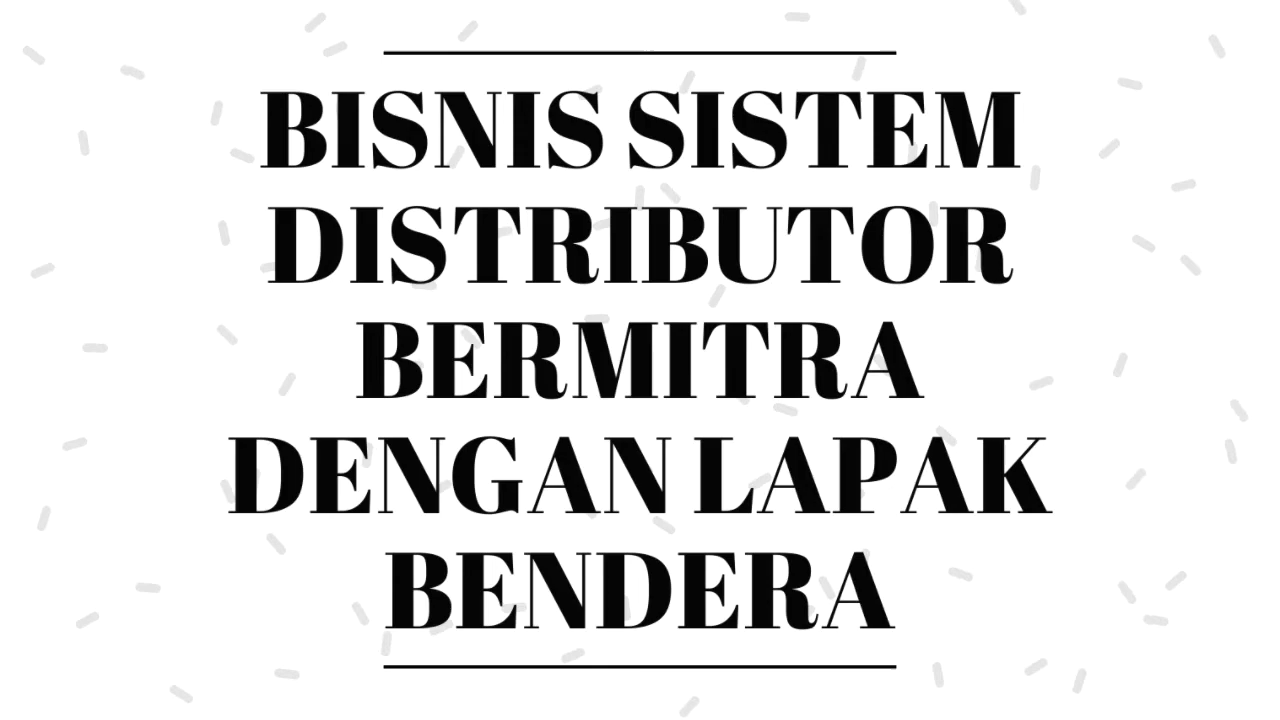 BISNIS SISTEM
DISTRIBUTOR
BERMITRA
DENGAN LAPAK
BENDERA